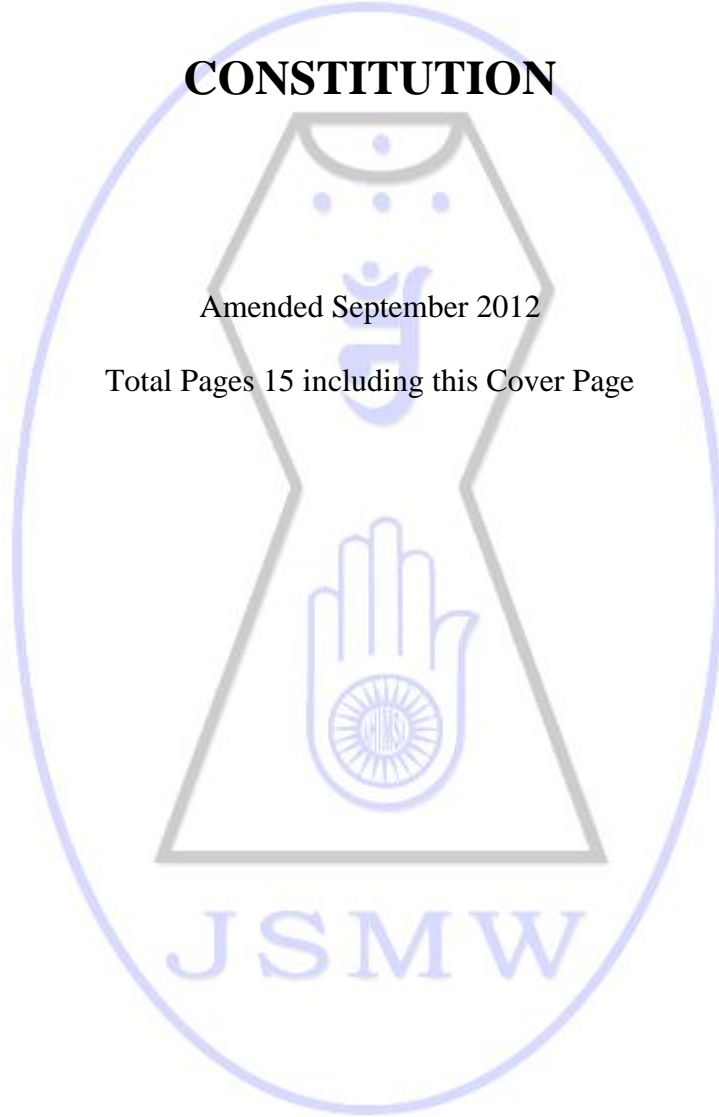 CONSTITUTION
Amended September 2012
Total Pages 15 including this Cover Page
JSMW